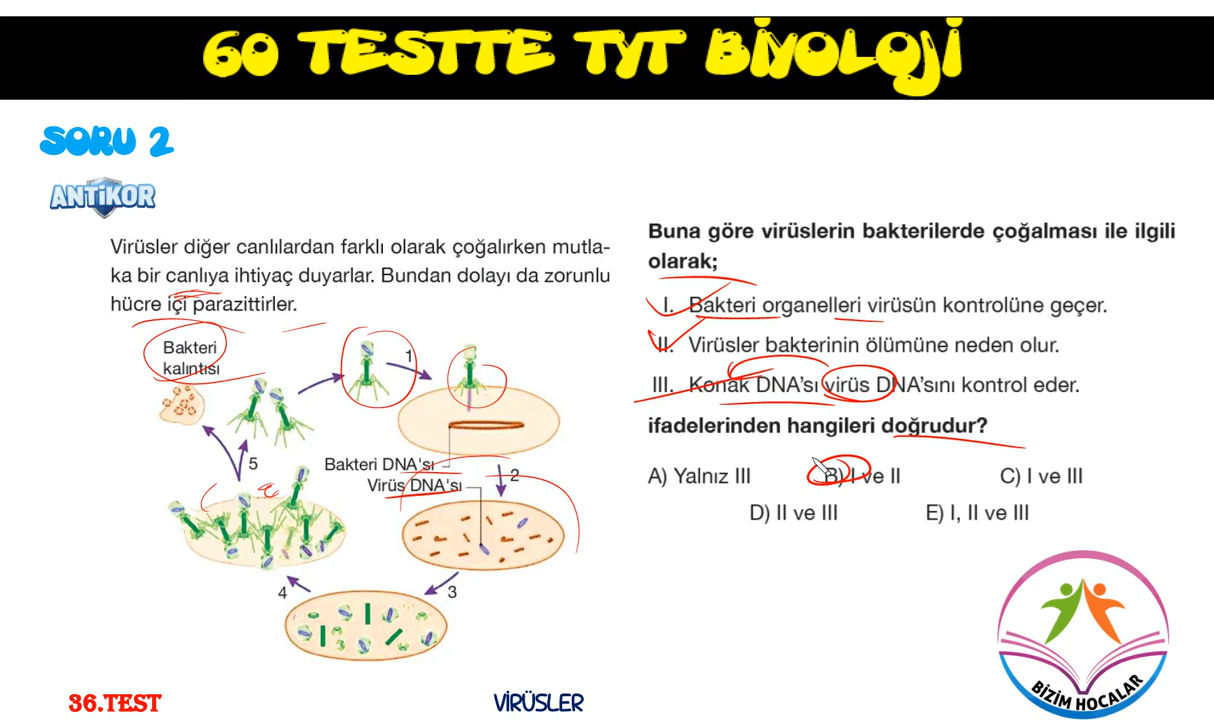 60 TESTTE TYT BİYOLOJİ
SORU 2
ANTiKOR
Virüsler diğer canlılardan farklı olarak çoğalırken mutla-
ka bir canlıya ihtiyaç duyarlar. Bundan dolayı da zorunlu
hücre içi parazittirler.
Bakteri
kalıntısı
1
5
Bakteri DNA'sı
Virüs DNA'sı
2
4
3
Buna göre virüslerin bakterilerde çoğalması ile ilgili
olarak;
I. Bakteri organelleri virüsün kontrolüne geçer.
II. Virüsler bakterinin ölümüne neden olur.
III. Konak DNA'sı virüs DNA'sını kontrol eder.
ifadelerinden hangileri doğrudur?
A) Yalnız III B) I ve II C) I ve III
D) II ve III E) I, II ve III
BİZİM HOCALAR
36.TEST
VİRÜSLER